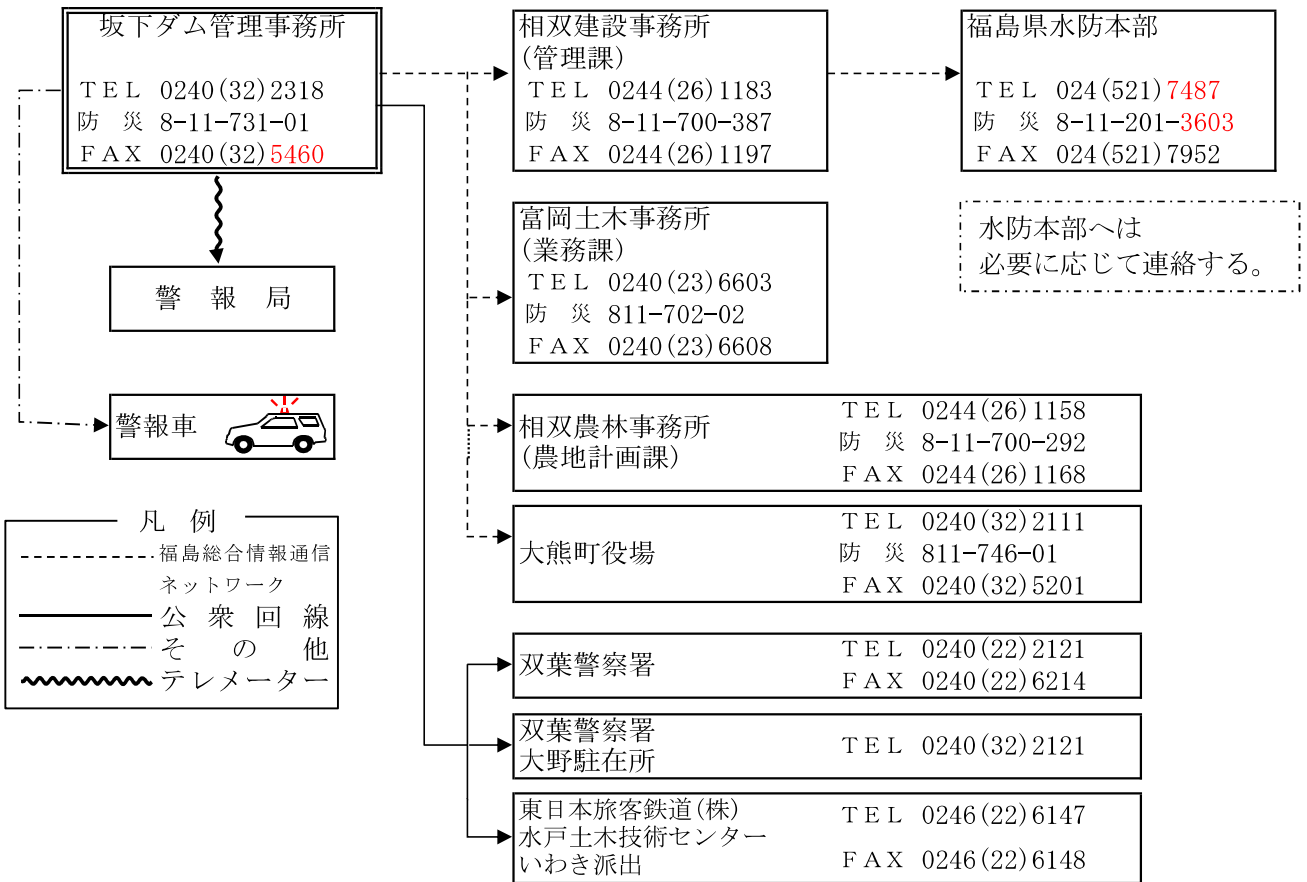 坂下ダム管理事務所
ＴＥＬ 0240(32)2318
防　災 8-11-731-01
ＦＡＸ 0240(32)5460
相双建設事務所
(管理課)
ＴＥＬ 0244(26)1183
防　災 8-11-700-387
ＦＡＸ 0244(26)1197
福島県水防本部
ＴＥＬ 024(521)7487
防　災 8-11-201-3603
ＦＡＸ 024(521)7952
富岡土木事務所
(業務課)
ＴＥＬ 0240(23)6603
防　災 811-702-02
ＦＡＸ 0240(23)6608
水防本部へは
必要に応じて連絡する。
警　報　局
警報車
相双農林事務所
(農地計画課)
ＴＥＬ 0244(26)1158
防　災 8-11-700-292
ＦＡＸ 0244(26)1168
大熊町役場
ＴＥＬ 0240(32)2111
防　災 811-746-01
ＦＡＸ 0240(32)5201
凡　例
福島総合情報通信
ネットワーク
公　衆　回　線
そ　の　他
テレメーター
双葉警察署
ＴＥＬ 0240(22)2121
ＦＡＸ 0240(22)6214
双葉警察署
大野駐在所
ＴＥＬ 0240(32)2121
東日本旅客鉄道(株)
水戸土木技術センター
いわき派出
ＴＥＬ 0246(22)6147
ＦＡＸ 0246(22)6148